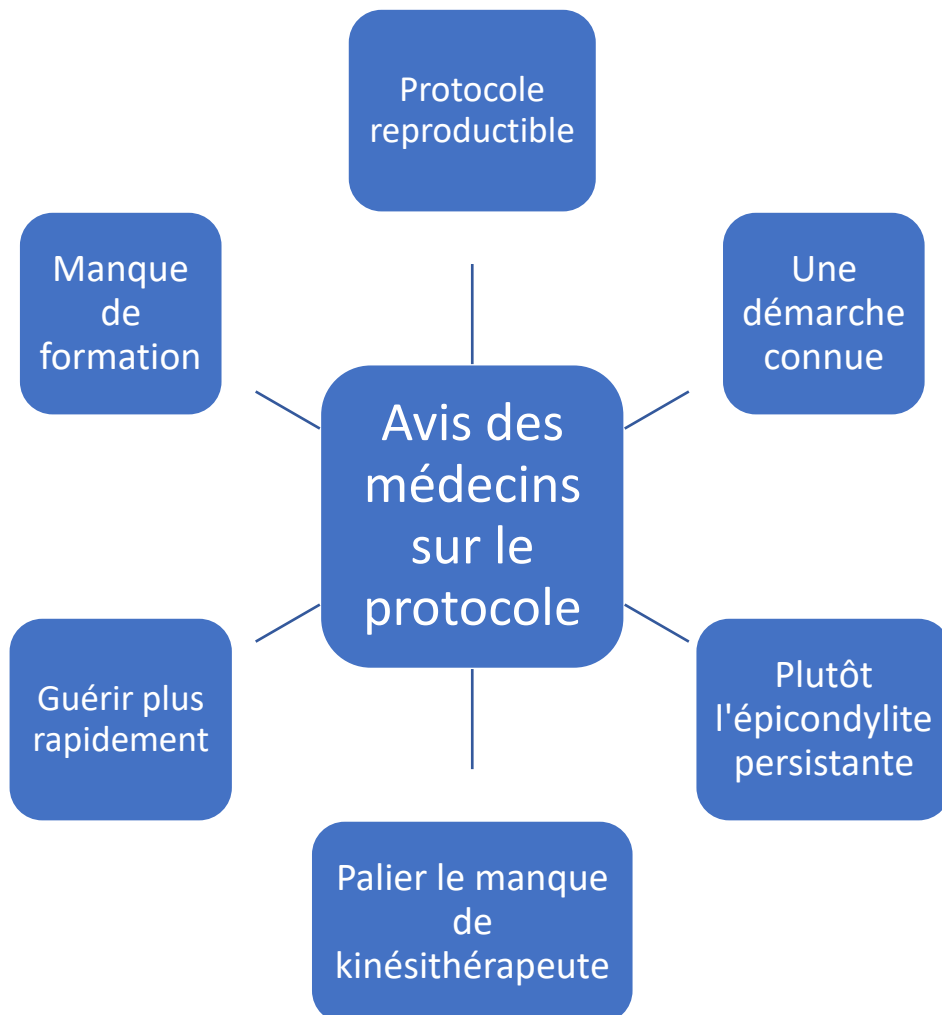 Protocole
reproductible
Une
démarche
connue
Plutôt
l'épicondylite
persistante
Palier le manque
de
kinésithérapeute
Guérir plus
rapidement
Manque
de
formation
Avis des
médecins
sur le
protocole